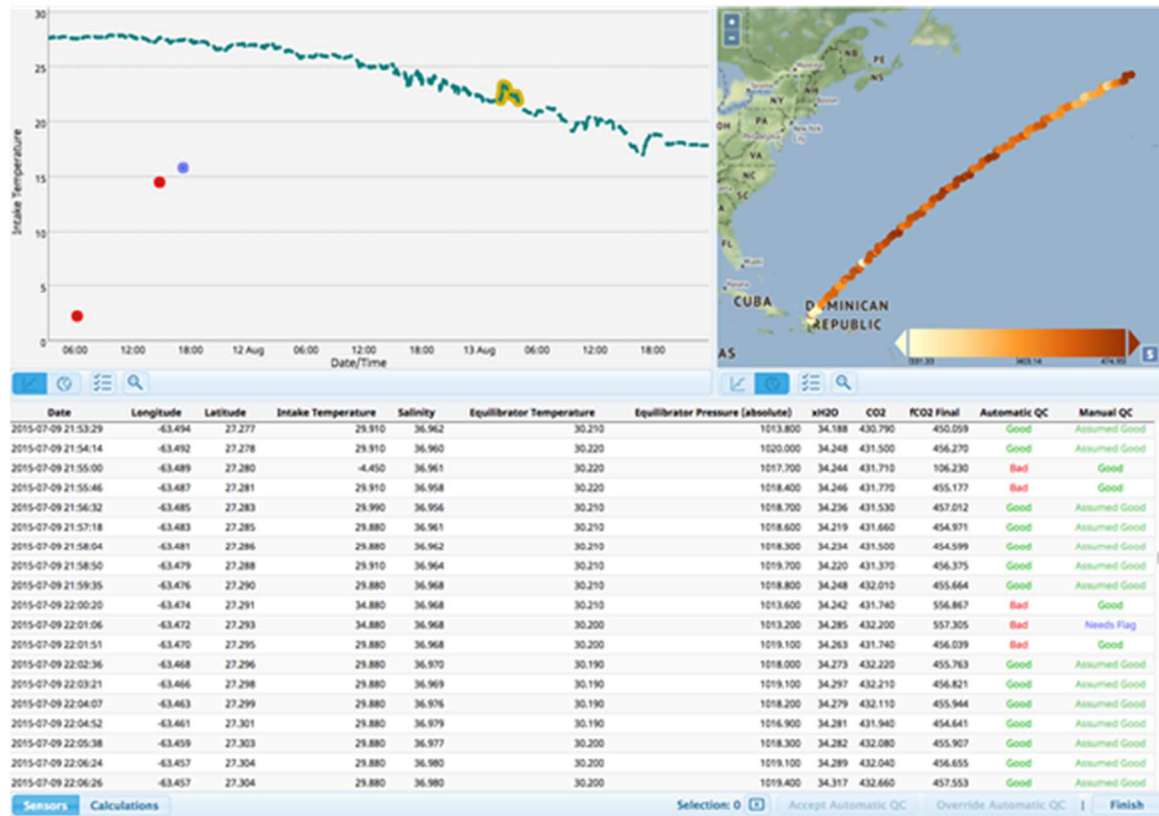 30
25
20
15
10
5
0
Intake Temperature
06:00 12:00 18:00 12 Aug 06:00 12:00 18:00 13 Aug 06:00 12:00 18:00
Date/Time
+
-
NB PE
NS
Montreal
NH
NY Boston
OH PA
Philadelphia New York City
VA
NC
SC
A
FL
Miami
Havana
CUBA DOMINICAN
REPUBLIC
AS
403.14 474.95
S
Date Longitude Latitude Intake Temperature Salinity Equilibrator Temperature Equilibrator Pressure (absolute) xH2O CO2 fCO2 Final Automatic QC Manual QC
2015-07-09 21:53:29 -63.494 27.277 29.910 36.962 30.210 1013.800 34.188 430.790 450.059 Good Assumed Good
2015-07-09 21:54:14 -63.492 27.278 29.910 36.960 30.220 1020.000 34.248 431.500 456.270 Good Assumed Good
2015-07-09 21:55:00 -63.489 27.280 -4.450 36.961 30.220 1017.700 34.244 431.710 106.230 Bad Good
2015-07-09 21:55:46 -63.487 27.281 29.910 36.958 30.220 1018.400 34.246 431.770 455.177 Bad Good
2015-07-09 21:56:32 -63.485 27.283 29.990 36.956 30.210 1018.700 34.236 431.530 457.012 Good Assumed Good
2015-07-09 21:57:18 -63.483 27.285 29.880 36.961 30.210 1018.600 34.219 431.660 454.971 Good Assumed Good
2015-07-09 21:58:04 -63.481 27.286 29.880 36.962 30.210 1018.300 34.234 431.500 454.599 Good Assumed Good
2015-07-09 21:58:50 -63.479 27.288 29.910 36.964 30.210 1019.700 34.220 431.370 456.375 Good Assumed Good
2015-07-09 21:59:35 -63.476 27.290 29.880 36.968 30.210 1018.800 34.248 432.010 455.664 Good Assumed Good
2015-07-09 22:00:20 -63.474 27.291 34.880 36.968 30.210 1013.600 34.242 431.740 556.867 Bad Good
2015-07-09 22:01:06 -63.472 27.293 34.880 36.968 30.200 1013.200 34.285 432.200 557.305 Bad Needs Flag
2015-07-09 22:01:51 -63.470 27.295 29.880 36.968 30.200 1019.100 34.263 431.740 456.039 Bad Good
2015-07-09 22:02:36 -63.468 27.296 29.880 36.970 30.190 1018.000 34.273 432.220 455.763 Good Assumed Good
2015-07-09 22:03:21 -63.466 27.298 29.880 36.969 30.190 1019.100 34.297 432.210 456.821 Good Assumed Good
2015-07-09 22:04:07 -63.463 27.299 29.880 36.976 30.190 1018.200 34.279 432.110 455.944 Good Assumed Good
2015-07-09 22:04:52 -63.461 27.301 29.880 36.979 30.190 1016.900 34.281 431.940 454.641 Good Assumed Good
2015-07-09 22:05:38 -63.459 27.303 29.880 36.977 30.200 1018.300 34.282 432.080 455.907 Good Assumed Good
2015-07-09 22:06:24 -63.457 27.304 29.880 36.980 30.200 1019.100 34.289 432.040 456.655 Good Assumed Good
2015-07-09 22:06:26 -63.457 27.304 29.880 36.980 30.200 1019.400 34.317 432.660 457.553 Good Assumed Good
Sensors Calculations Selection: 0 Accept Automatic QC Override Automatic QC | Finish